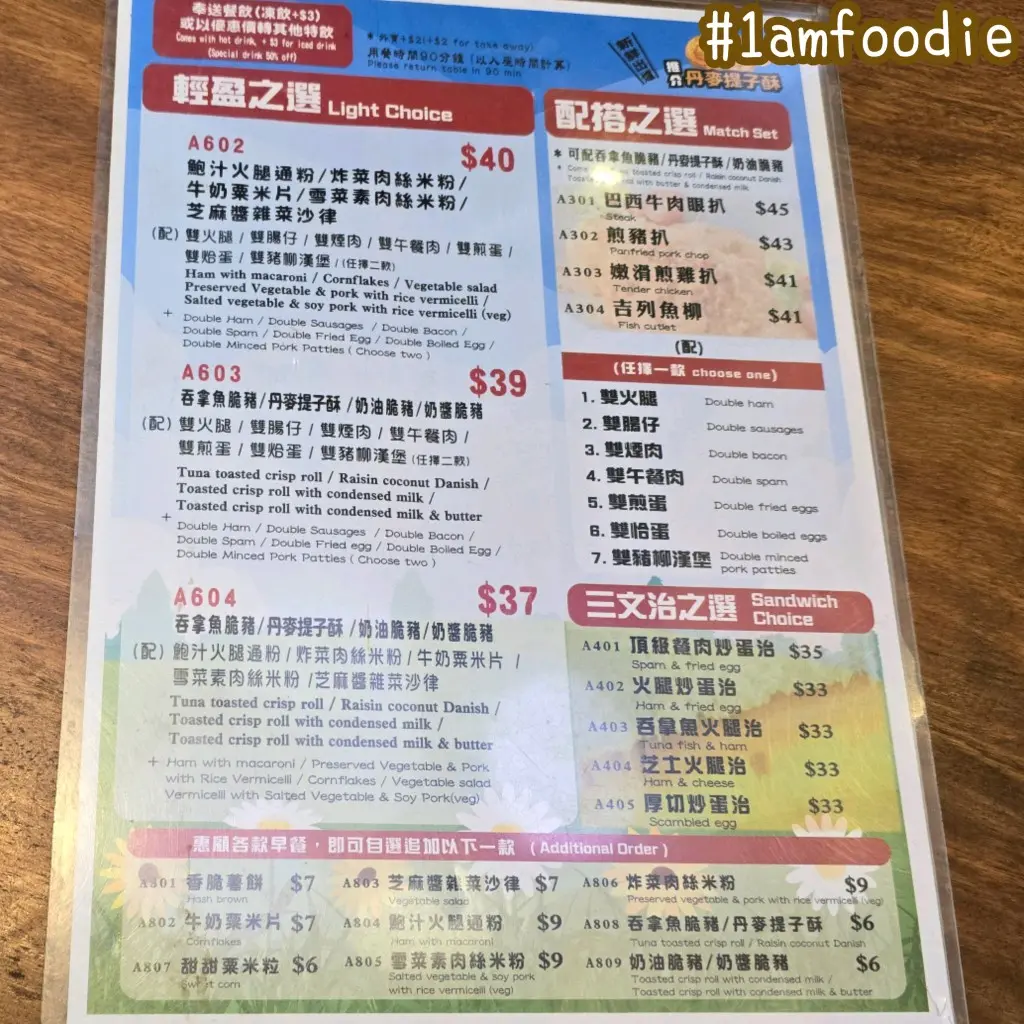 #1amfoodie
奉送餐飲(凍飲+$3)
或以優惠價轉其他特飲
Comes with hot drink, + $3 for iced drink
(Special drink 50% off)
* 外賣+$2(+$2 for take away)
用餐時間90分鐘 (以入座時間計算)
Please return table in 90 min
推介
丹麥提子酥
輕盈之選 Light Choice
A602 $40
鮑汁火腿通粉/炸菜肉絲米粉/
牛奶粟米片/雪菜素肉絲米粉/
芝麻醬雜菜沙律
(配) 雙火腿 / 雙腸仔 / 雙煙肉 / 雙午餐肉 / 雙煎蛋 /
雙烚蛋 / 雙豬柳漢堡 / (任擇二款)
Ham with macaroni / Cornflakes / Vegetable salad
Preserved Vegetable & pork with rice vermicelli /
Salted vegetable & soy pork with rice vermicelli (veg)
+ Double Ham / Double Sausages / Double Bacon /
Double Spam / Double Fried Egg / Double Boiled Egg /
Double Minced Pork Patties ( Choose two )
A603 $39
吞拿魚脆豬/丹麥提子酥 /奶油脆豬/奶醬脆豬
(配) 雙火腿 / 雙腸仔 / 雙煙肉 / 雙午餐肉 /
雙煎蛋 / 雙烚蛋 / 雙豬柳漢堡 (任擇二款)
Tuna toasted crisp roll / Raisin coconut Danish /
Toasted crisp roll with condensed milk /
Toasted crisp roll with condensed milk & butter
+ Double Ham / Double Sausages / Double Bacon /
Double Spam / Double Fried egg / Double Boiled Egg /
Double Minced Pork Patties ( Choose two )
A604 $37
吞拿魚脆豬/丹麥提子酥 /奶油脆豬/奶醬脆豬
(配) 鮑汁火腿通粉 /炸菜肉絲米粉 /牛奶粟米片 /
雪菜素肉絲米粉 /芝麻醬雜菜沙律
Tuna toasted crisp roll / Raisin coconut Danish /
Toasted crisp roll with condensed milk /
Toasted crisp roll with condensed milk & butter
+ Ham with macaroni / Preserved Vegetable & Pork
with Rice Vermicelli / Cornflakes / Vegetable salad
Vermicelli with Salted Vegetable & Soy Pork(veg)
配搭之選 Match Set
* 可配吞拿魚脆豬/丹麥提子酥/奶油脆豬
toasted crisp roll / Raisin coconut Danish
roll with butter & condensed milk
A301 巴西牛肉眼扒 $45
Steak
A302 煎豬扒 $43
Panfried pork chop
A303 嫩滑煎雞扒 $41
Tender chicken
A304 吉列魚柳 $41
Fish cutlet
(配)
(任擇一款 choose one)
1. 雙火腿 Double ham
2. 雙腸仔 Double sausages
3. 雙煙肉 Double bacon
4. 雙午餐肉 Double spam
5. 雙煎蛋 Double fried eggs
6. 雙烚蛋 Double boiled eggs
7. 雙豬柳漢堡 Double minced
pork patties
三文治之選 Sandwich
Choice
A401 頂級餐肉炒蛋治 $35
Spam & fried egg
A402 火腿炒蛋治 $33
Ham & fried egg
A403 吞拿魚火腿治 $33
Tuna fish & ham
A404 芝士火腿治 $33
Ham & cheese
A405 厚切炒蛋治 $33
Scambled egg
惠顧各款早餐，即可自選追加以下一款 ( Additional Order )
A301 香脆薯餅 $7
Hash brown
A802 牛奶粟米片 $7
Cornflakes
A807 甜甜粟米粒 $6
Sweet corn
A803 芝麻醬雜菜沙律 $7
Vegetable salad
A804 鮑汁火腿通粉 $9
Ham with macaroni
A805 雪菜素肉絲米粉 $9
Salted vegetable & soy pork
with rice vermicelli (veg)
A806 炸菜肉絲米粉 $9
Preserved vegetable & pork with rice vermicelli (veg)
A808 吞拿魚脆豬/丹麥提子酥 $6
Tuna toasted crisp roll / Raisin coconut Danish
A809 奶油脆豬/奶醬脆豬 $6
Toasted crisp roll with condensed milk /
Toasted crisp roll with condensed milk & butter